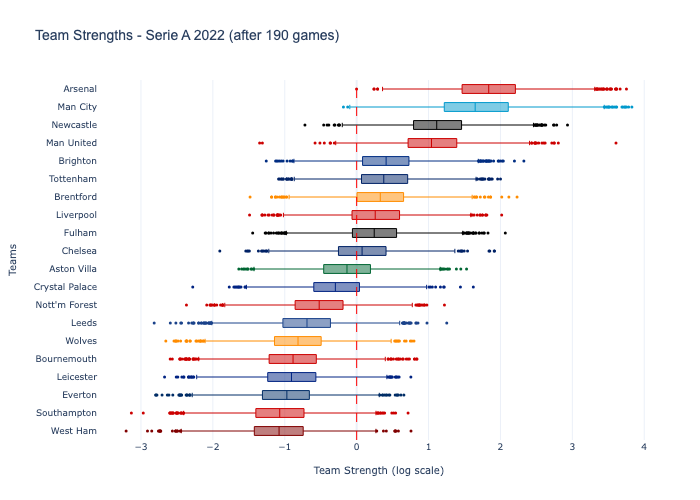 Team Strengths - Serie A 2022 (after 190 games)
Arsenal
Man City
Newcastle
Man United
Brighton
Tottenham
Brentford
Liverpool
Fulham
Chelsea
Aston Villa
Crystal Palace
Nott'm Forest
Leeds
Wolves
Bournemouth
Leicester
Everton
Southampton
West Ham
Teams
−3 −2 −1 0 1 2 3 4
Team Strength (log scale)